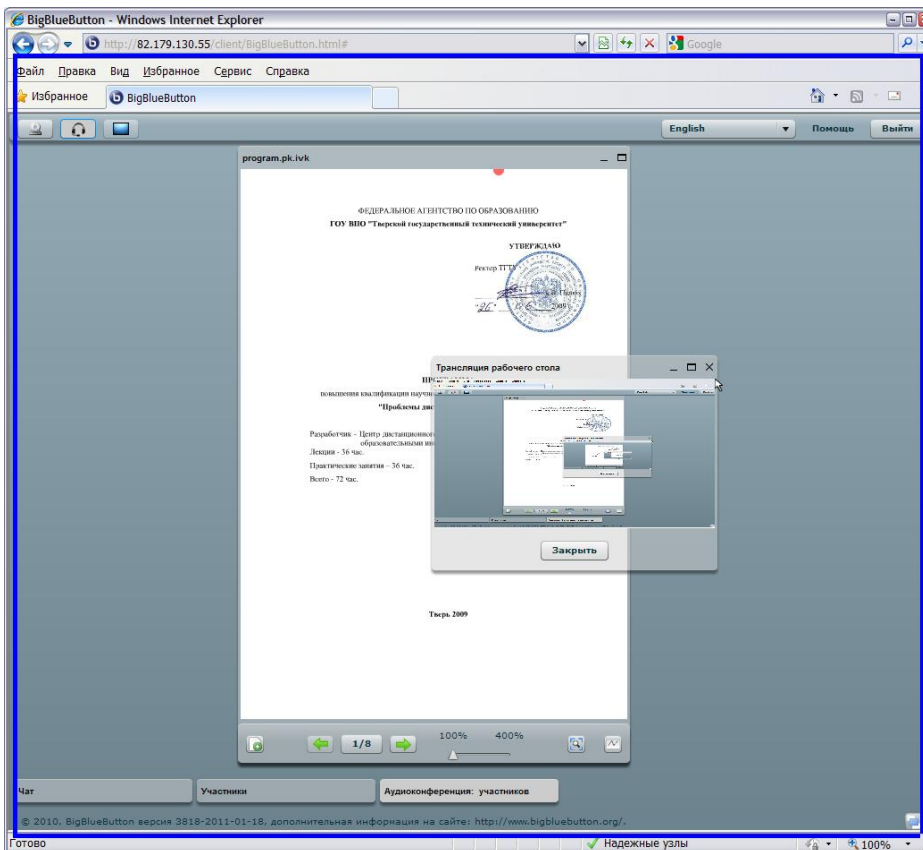 BigBlueButton - Windows Internet Explorer
http://82.179.130.55/client/BigBlueButton.html#
Google
Файл Правка Вид Избранное Сервис Справка
Избранное
BigBlueButton
English
Помощь
Выйти
program.pk.ivk
ФЕДЕРАЛЬНОЕ АГЕНТСТВО ПО ОБРАЗОВАНИЮ
ГОУ ВПО "Тверской государственный технический университет"
УТВЕРЖДАЮ
Ректор ТГТУ
2009
Трансляция рабочего стола
повышения квалификации
"Проблемы
Разработчик – Центр дистанционного
образовательными
Лекции - 36 час.
Практические занятия – 36 час.
Всего - 72 час.
Закрыть
Тверь 2009
1/8
100%
400%
Чат
Участники
Аудиоконференция: участников
© 2010, BigBlueButton версия 3818-2011-01-18, дополнительная информация на сайте: http://www.bigbluebutton.org/.
Готово
Надежные узлы
100%